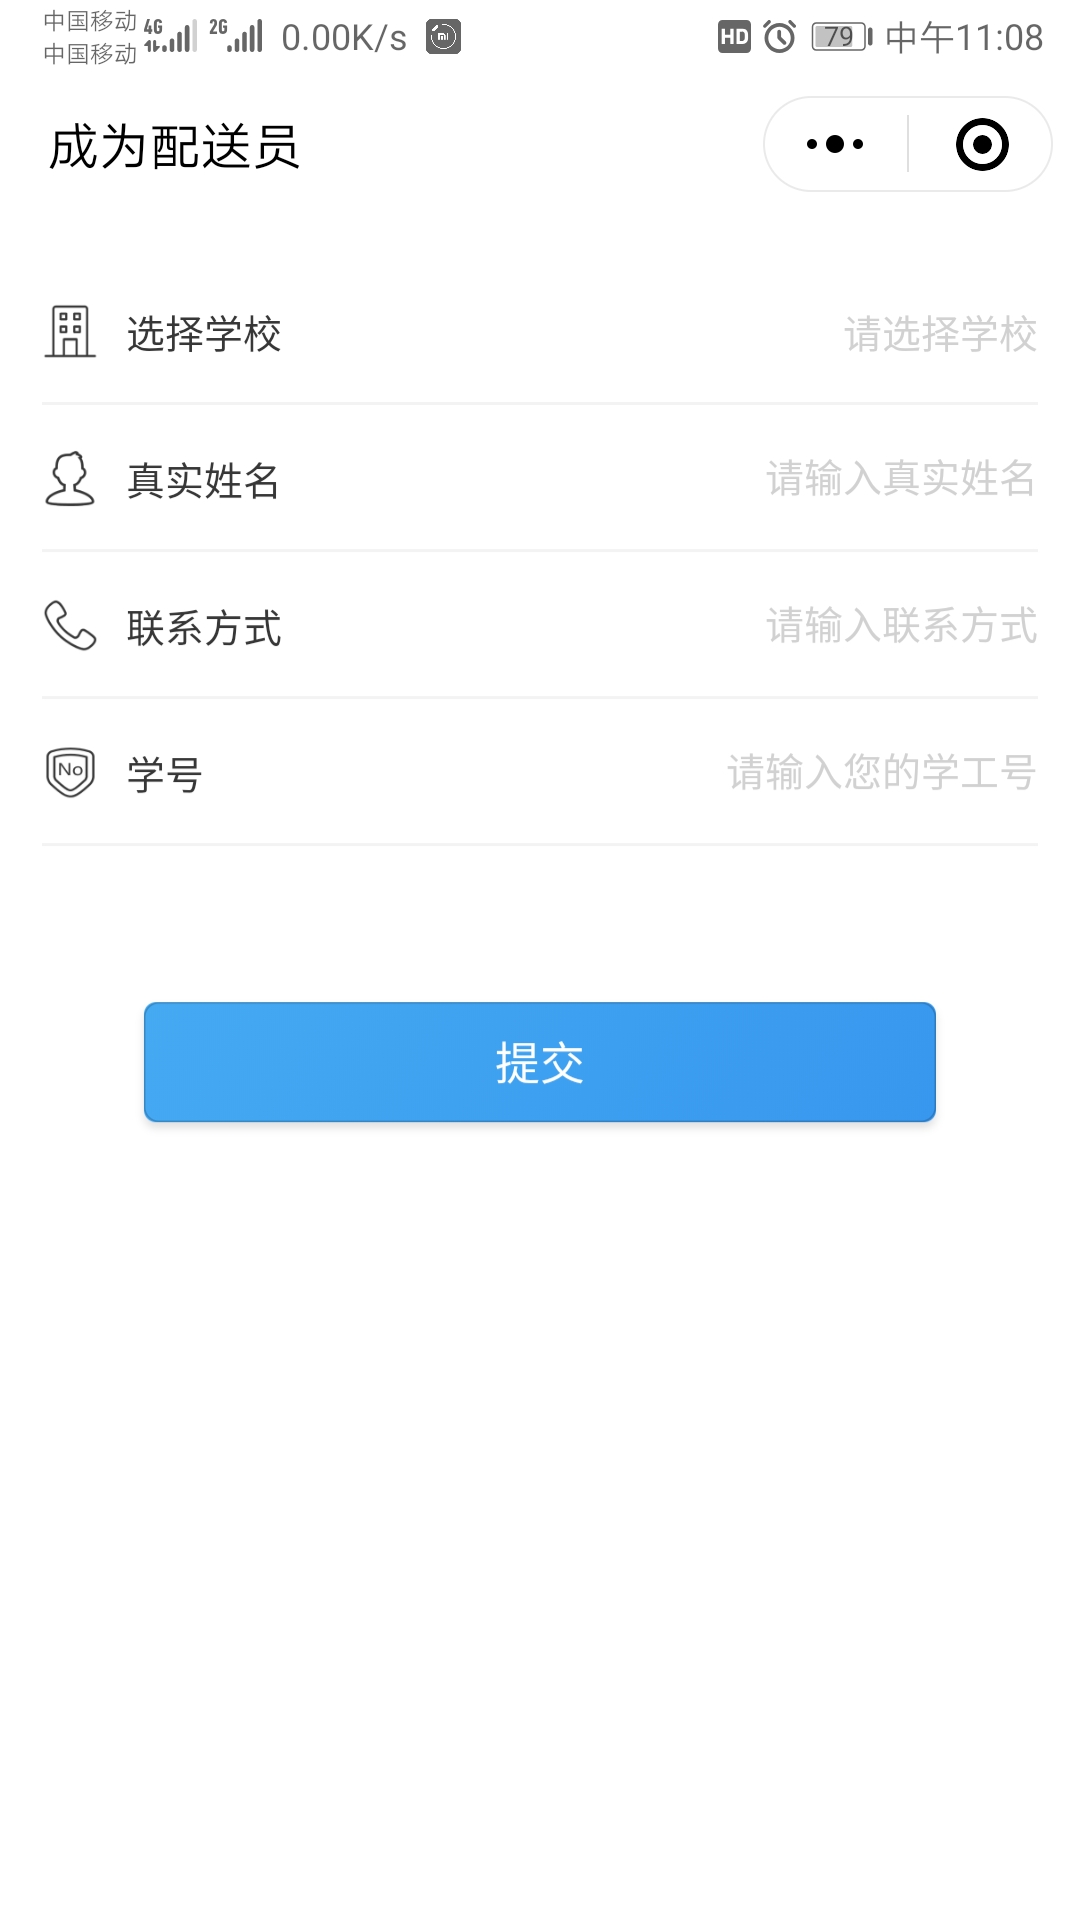 中国移动 4G 2G 0.00K/s HD 79 中午11:08
中国移动
成为配送员
选择学校 请选择学校
真实姓名 请输入真实姓名
联系方式 请输入联系方式
No 学号 请输入您的学工号
提交